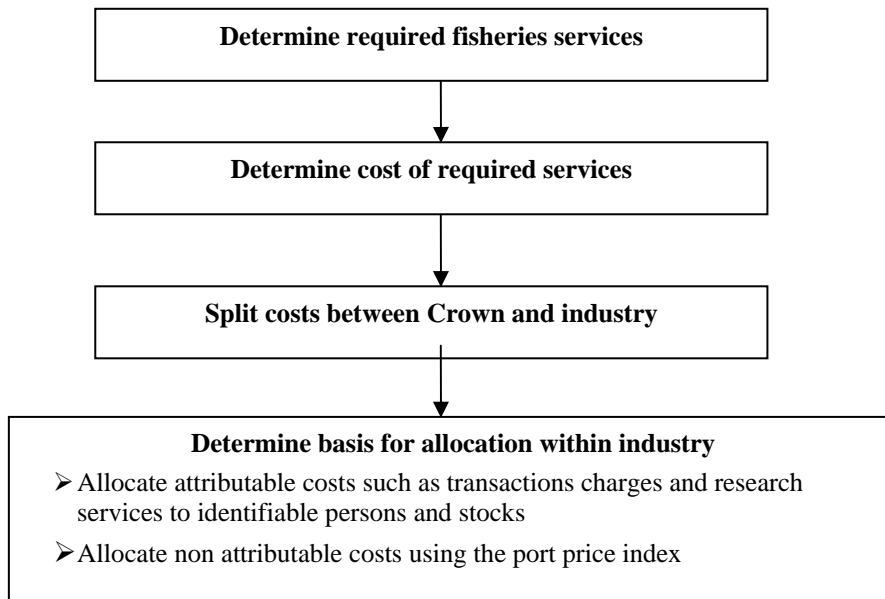 Determine required fisheries services
Determine cost of required services
Split costs between Crown and industry
Determine basis for allocation within industry
➢ Allocate attributable costs such as transactions charges and research
services to identifiable persons and stocks
➢ Allocate non attributable costs using the port price index